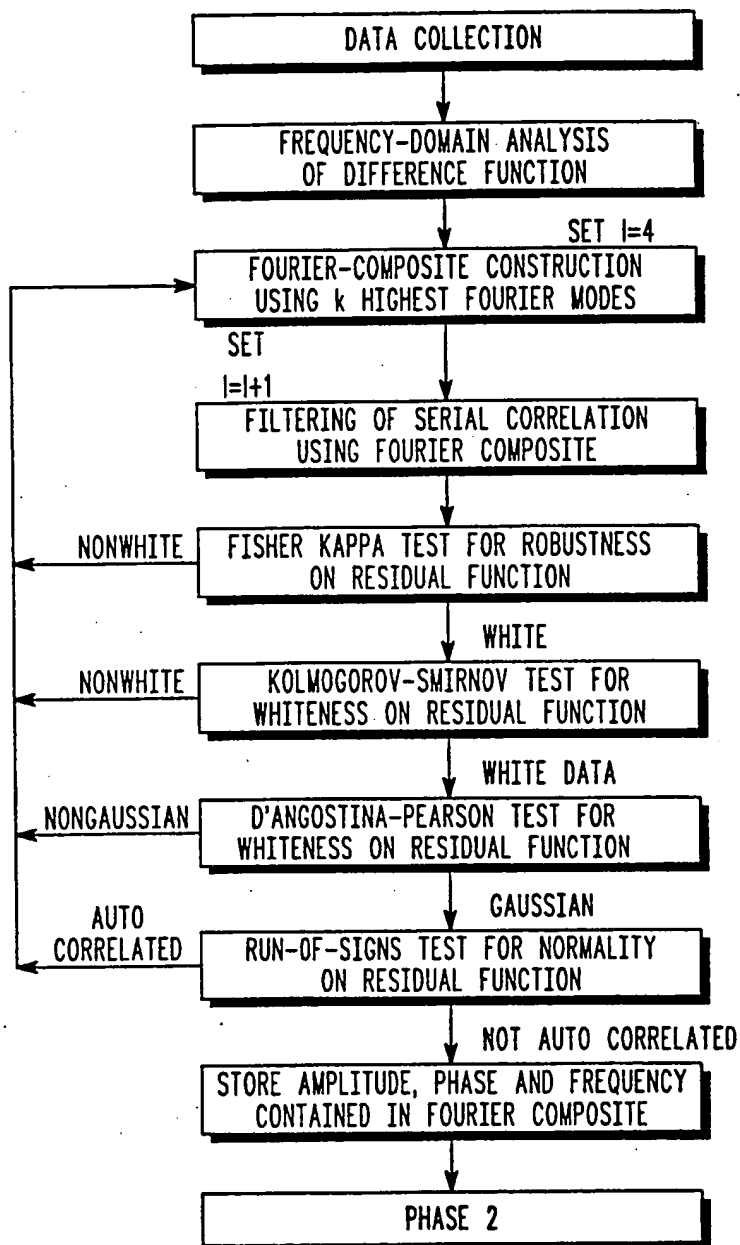 DATA COLLECTION
FREQUENCY-DOMAIN ANALYSIS
OF DIFFERENCE FUNCTION
SET I=4
FOURIER-COMPOSITE CONSTRUCTION
USING k HIGHEST FOURIER MODES
SET
I=I+1
FILTERING OF SERIAL CORRELATION
USING FOURIER COMPOSITE
NONWHITE
FISHER KAPPA TEST FOR ROBUSTNESS
ON RESIDUAL FUNCTION
WHITE
NONWHITE
KOLMOGOROV-SMIRNOV TEST FOR
WHITENESS ON RESIDUAL FUNCTION
WHITE DATA
NONGAUSSIAN
D'ANGOSTINA-PEARSON TEST FOR
WHITENESS ON RESIDUAL FUNCTION
GAUSSIAN
AUTO
CORRELATED
RUN-OF-SIGNS TEST FOR NORMALITY
ON RESIDUAL FUNCTION
NOT AUTO CORRELATED
STORE AMPLITUDE, PHASE AND FREQUENCY
CONTAINED IN FOURIER COMPOSITE
PHASE 2